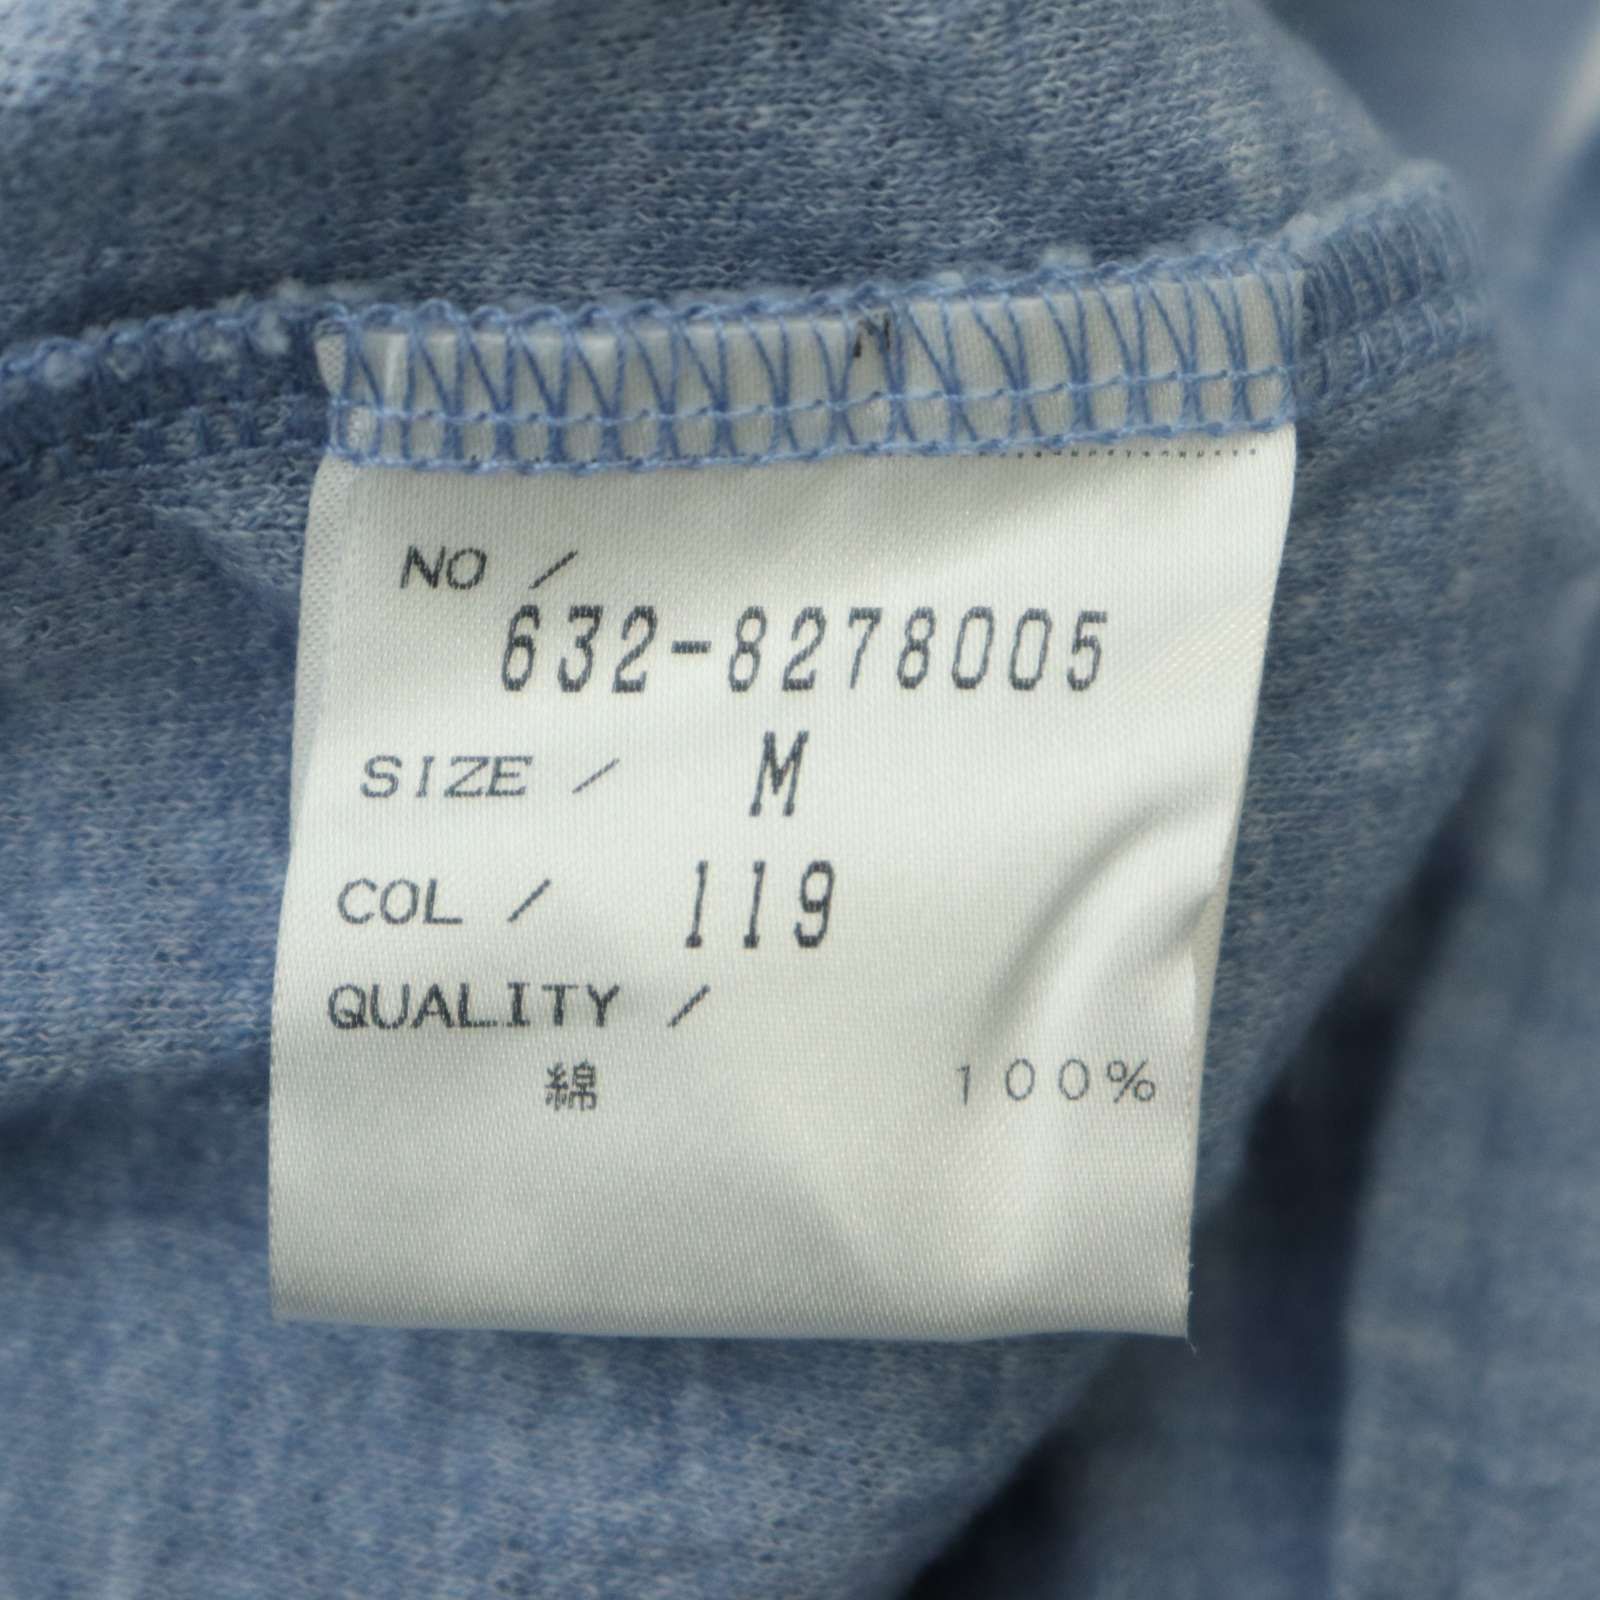 NO /
632-8278005
SIZE / M
COL / 119
QUALITY /
綿 100%